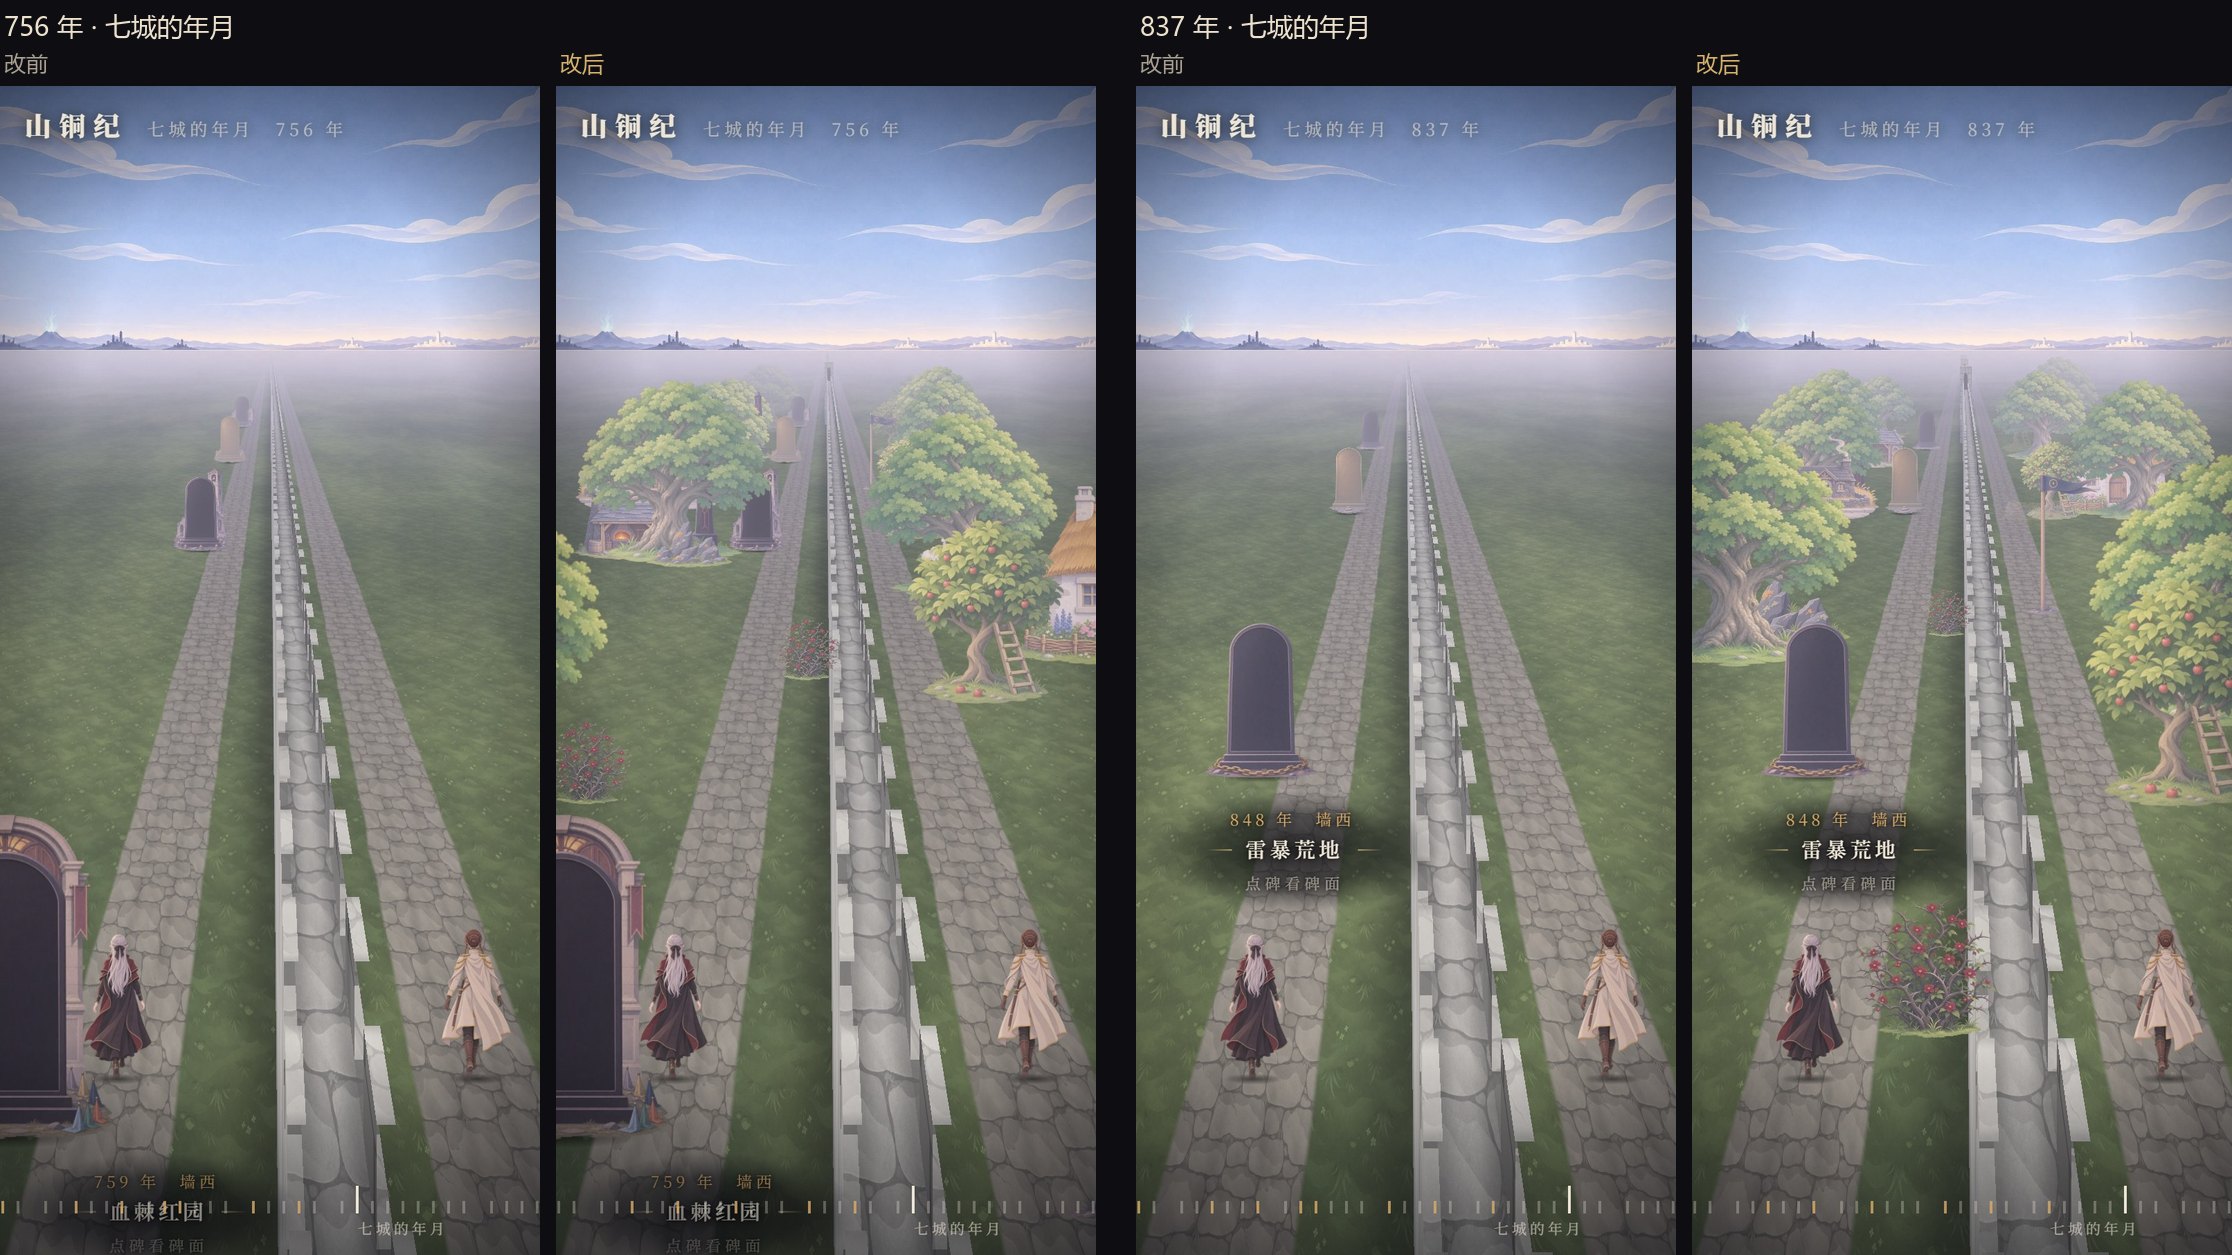 756 年 · 七城的年月
改前
山铜纪 七城的年月 756 年
759 年 墙西
血棘红园
七城的年月
点碑看碑面
改后
山铜纪 七城的年月 756 年
759 年 墙西
血棘红园
七城的年月
点碑看碑面
837 年 · 七城的年月
改前
山铜纪 七城的年月 837 年
848 年 墙西
雷暴荒地
点碑看碑面
七城的年月
改后
山铜纪 七城的年月 837 年
848 年 墙西
雷暴荒地
点碑看碑面
七城的年月